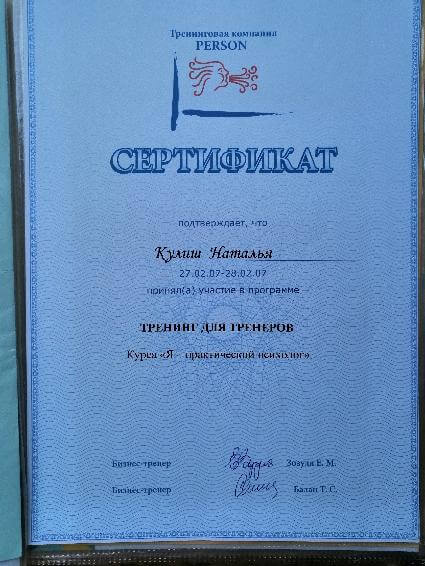 Тренинговая компания
PERSON
СЕРТИФИКАТ
подтверждает, что
Кулиш Наталья
27.02.07-28.02.07
принял(а) участие в программе
ТРЕНИНГ ДЛЯ ТРЕНЕРОВ
Курса «Я – практический психолог»
Бизнес-тренер Зозуля Е. М.
Бизнес-тренер Балан Т. С.